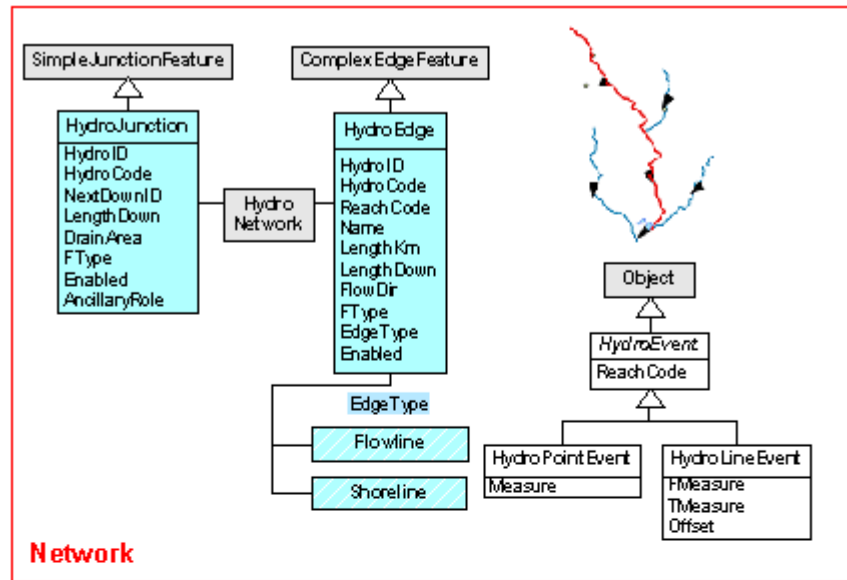 SimpleJunctionFeature
ComplexEdgeFeature
HydroJunction
HydroID
HydroCode
NextDownID
LengthDown
DrainArea
FType
Enabled
AncillaryRole
Hydro
Network
HydroEdge
HydroID
HydroCode
ReachCode
Name
LengthKm
LengthDown
FlowDir
FType
EdgeType
Enabled
EdgeType
Flowline
Shoreline
Object
HydroEvent
ReachCode
HydroPointEvent
Measure
HydroLineEvent
FMeasure
TMeasure
Offset
Network